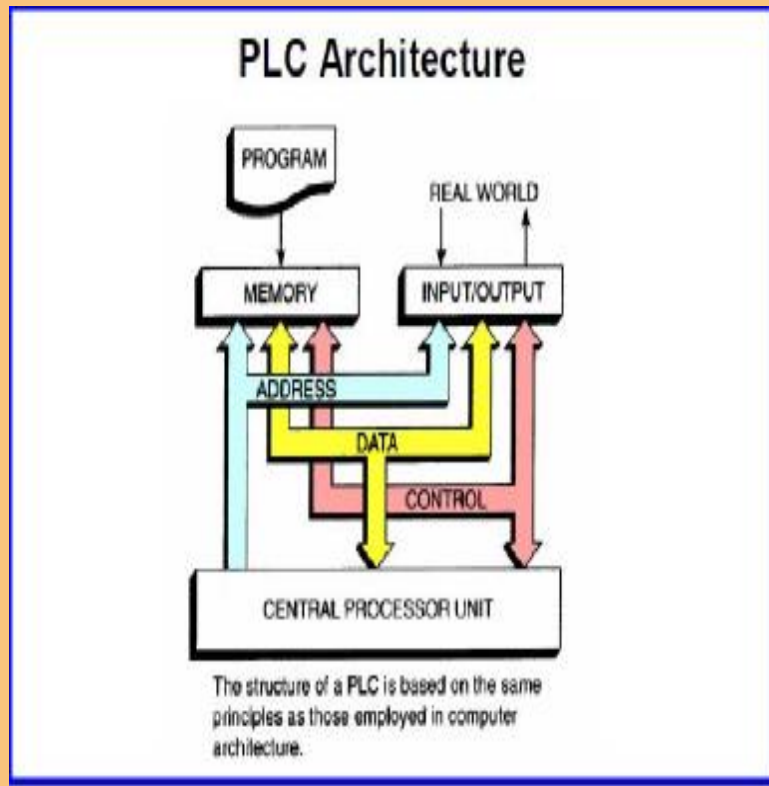 PLC Architecture
PROGRAM
REAL WORLD
MEMORY
INPUT/OUTPUT
ADDRESS
DATA
CONTROL
CENTRAL PROCESSOR UNIT
The structure of a PLC is based on the same
principles as those employed in computer
architecture.